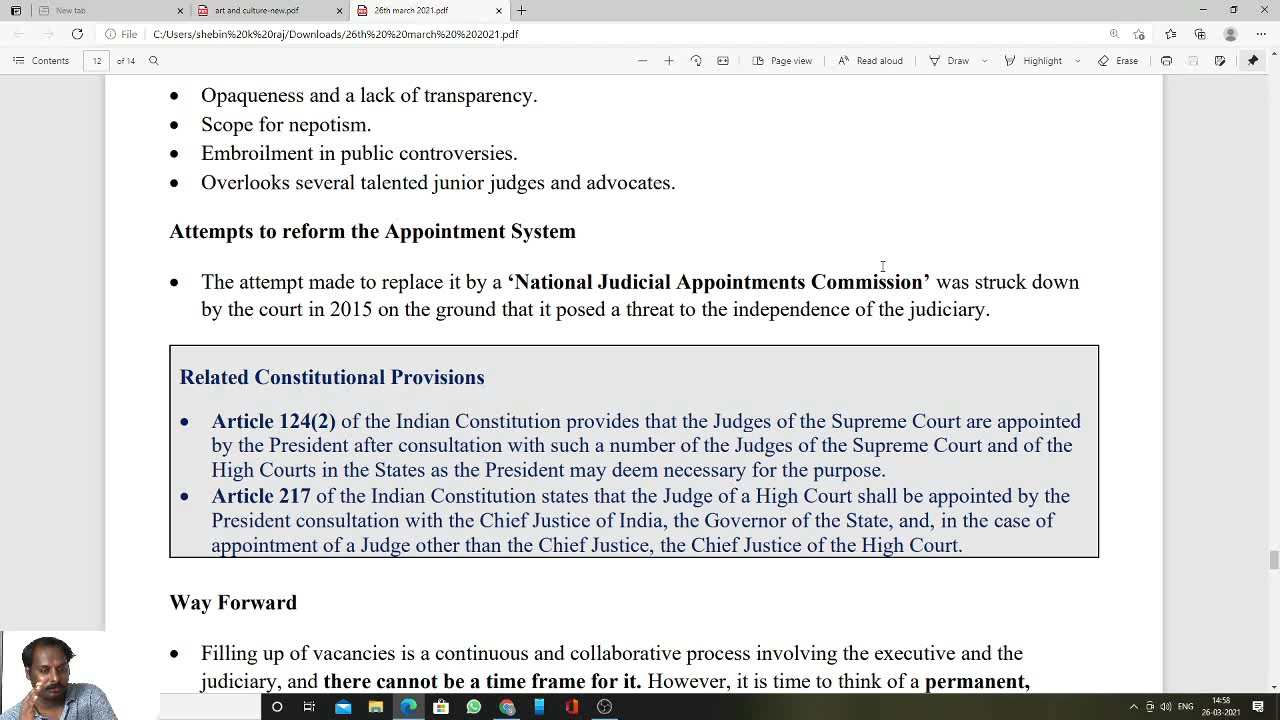 New tab
art and culture-new.pdf
26th march 2021.pdf
File
C:/Users/shebin%20k%20raj/Downloads/26th%20%20march%20%202021.pdf
Contents
12
of 14
Page view
Read aloud
Draw
Highlight
Erase
• Opaqueness and a lack of transparency.
• Scope for nepotism.
• Embroilment in public controversies.
• Overlooks several talented junior judges and advocates.
Attempts to reform the Appointment System
• The attempt made to replace it by a ‘National Judicial Appointments Commission’ was struck down
by the court in 2015 on the ground that it posed a threat to the independence of the judiciary.
Related Constitutional Provisions
• Article 124(2) of the Indian Constitution provides that the Judges of the Supreme Court are appointed
by the President after consultation with such a number of the Judges of the Supreme Court and of the
High Courts in the States as the President may deem necessary for the purpose.
• Article 217 of the Indian Constitution states that the Judge of a High Court shall be appointed by the
President consultation with the Chief Justice of India, the Governor of the State, and, in the case of
appointment of a Judge other than the Chief Justice, the Chief Justice of the High Court.
Way Forward
• Filling up of vacancies is a continuous and collaborative process involving the executive and the
judiciary, and there cannot be a time frame for it. However, it is time to think of a permanent,
ENG
14:58
26-03-2021